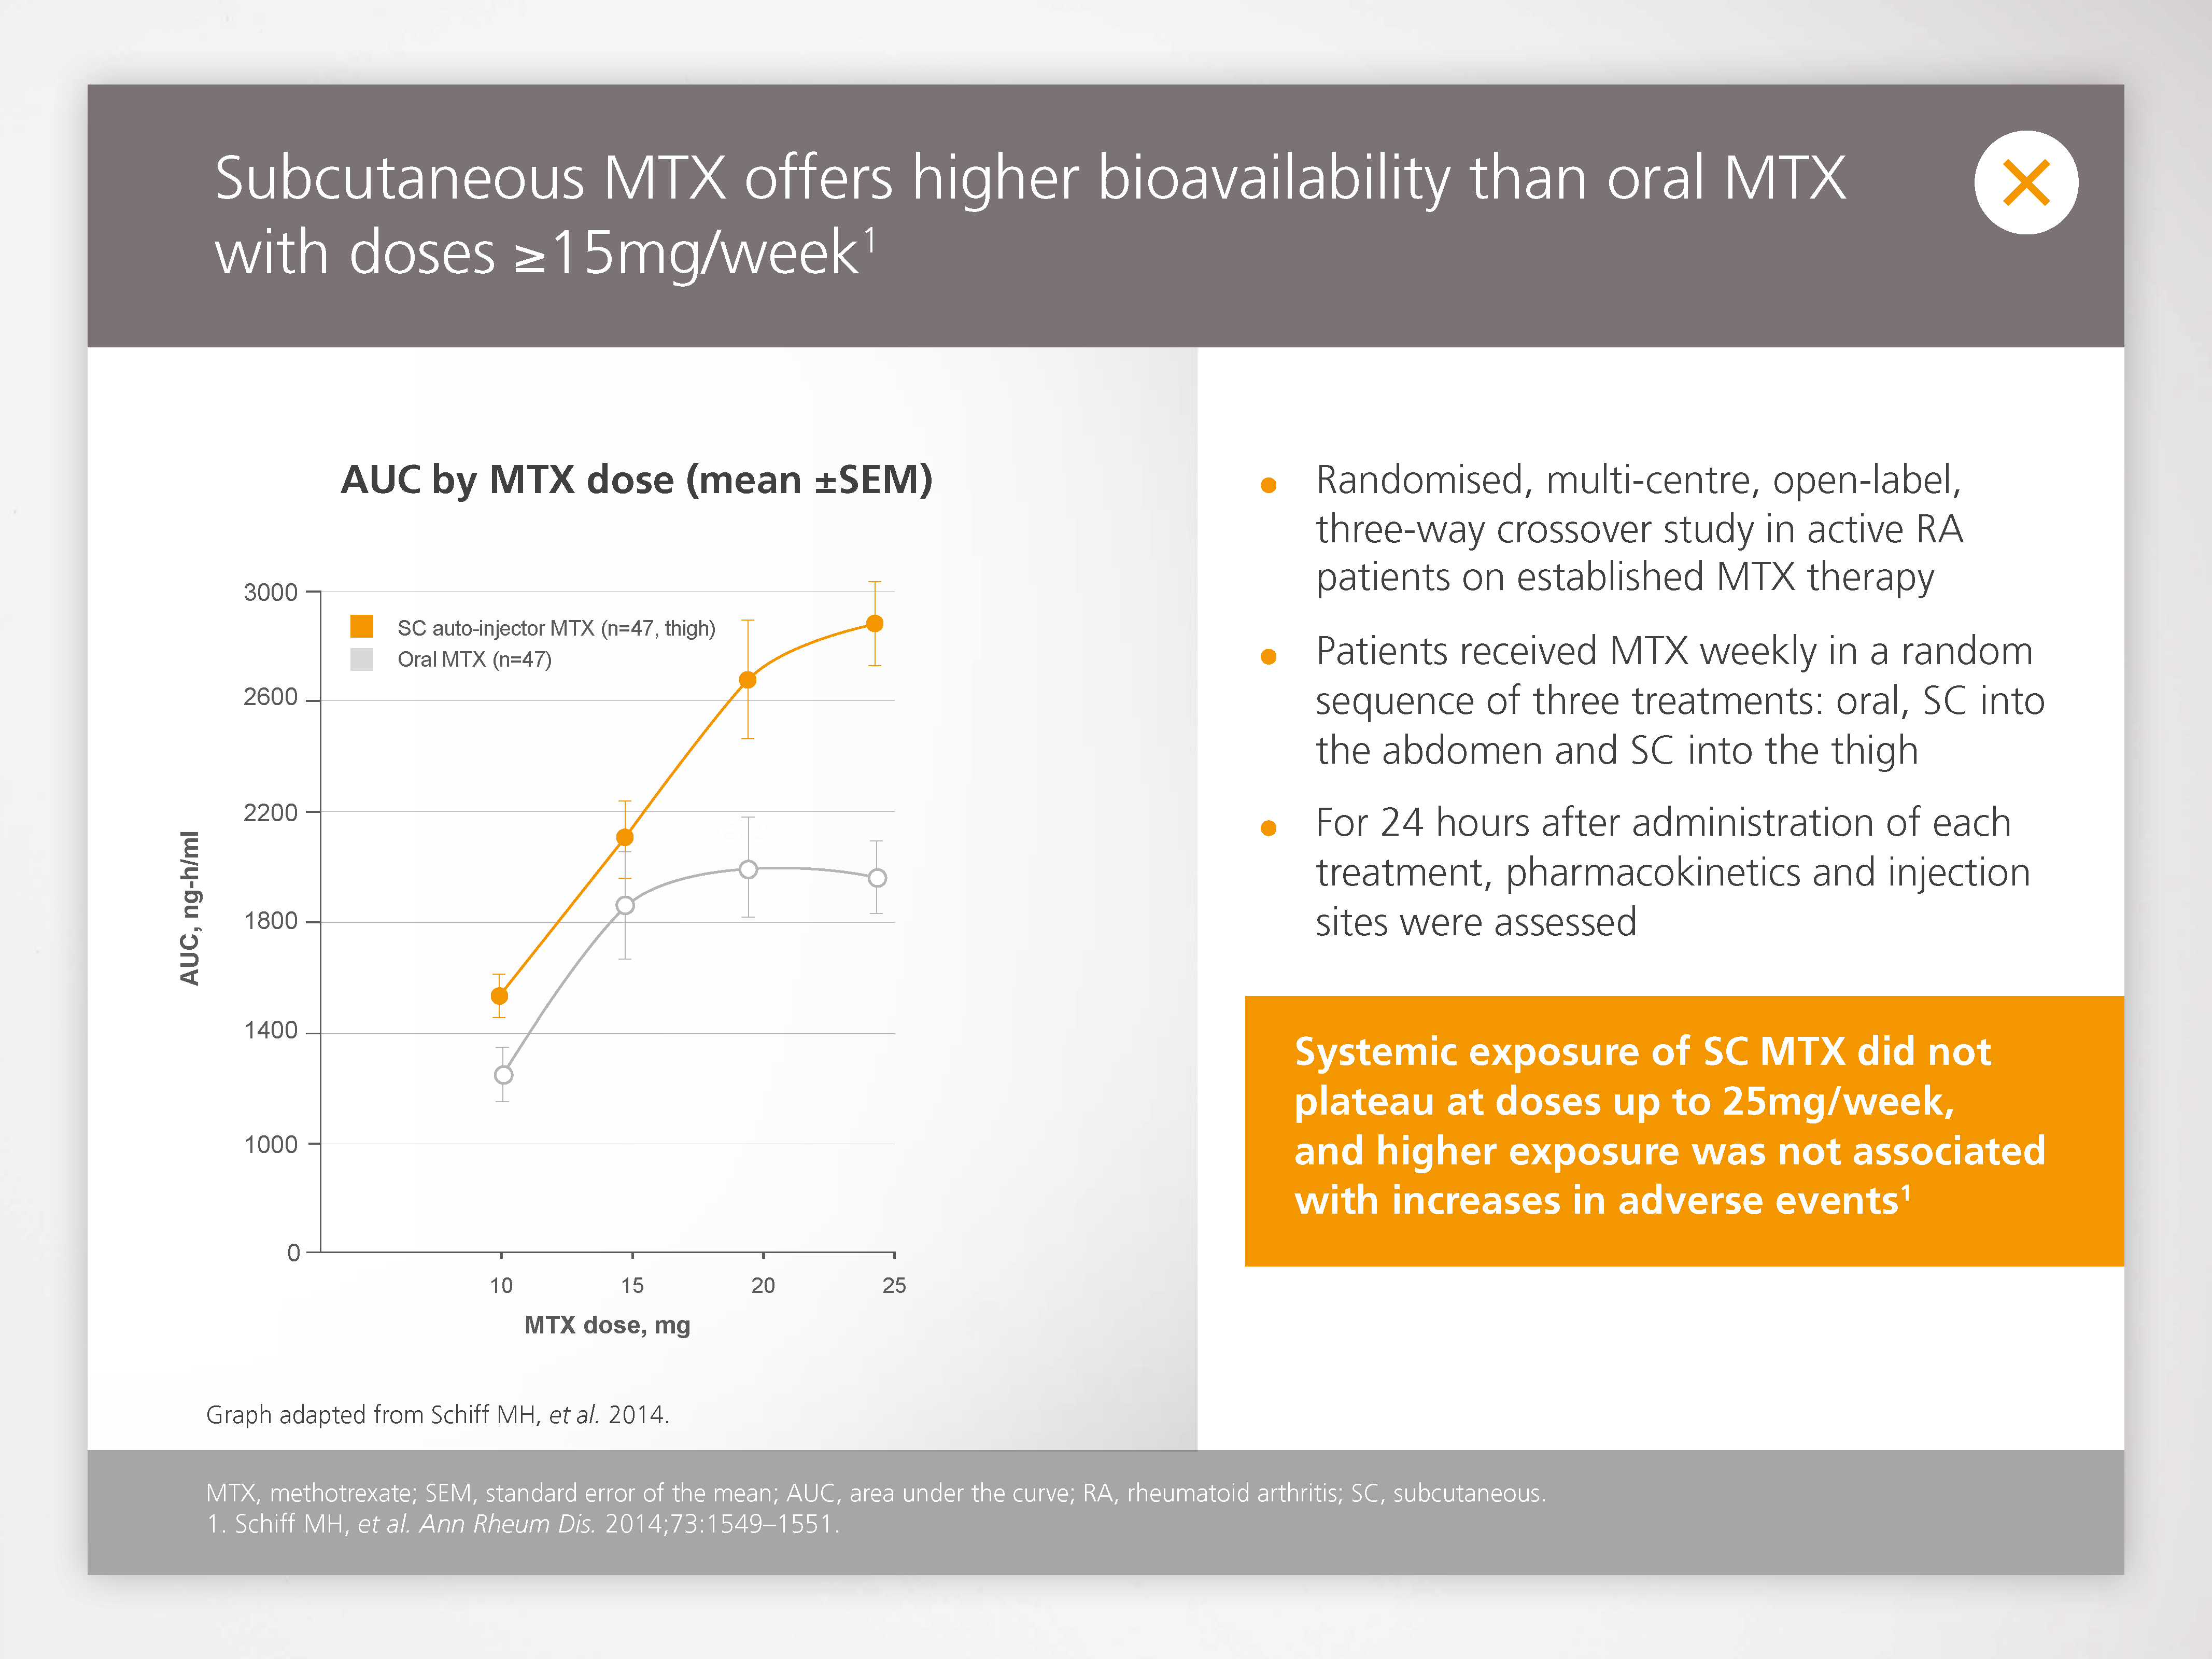 Subcutaneous MTX offers higher bioavailability than oral MTX
with doses ≥15mg/week¹
AUC by MTX dose (mean ±SEM)
3000
2600
2200
1800
1400
1000
0
AUC, ng-h/ml
SC auto-injector MTX (n=47, thigh)
Oral MTX (n=47)
10 15 20 25
MTX dose, mg
Graph adapted from Schiff MH, et al. 2014.
• Randomised, multi-centre, open-label,
three-way crossover study in active RA
patients on established MTX therapy
• Patients received MTX weekly in a random
sequence of three treatments: oral, SC into
the abdomen and SC into the thigh
• For 24 hours after administration of each
treatment, pharmacokinetics and injection
sites were assessed
Systemic exposure of SC MTX did not
plateau at doses up to 25mg/week,
and higher exposure was not associated
with increases in adverse events¹
MTX, methotrexate; SEM, standard error of the mean; AUC, area under the curve; RA, rheumatoid arthritis; SC, subcutaneous.
1. Schiff MH, et al. Ann Rheum Dis. 2014;73:1549–1551.